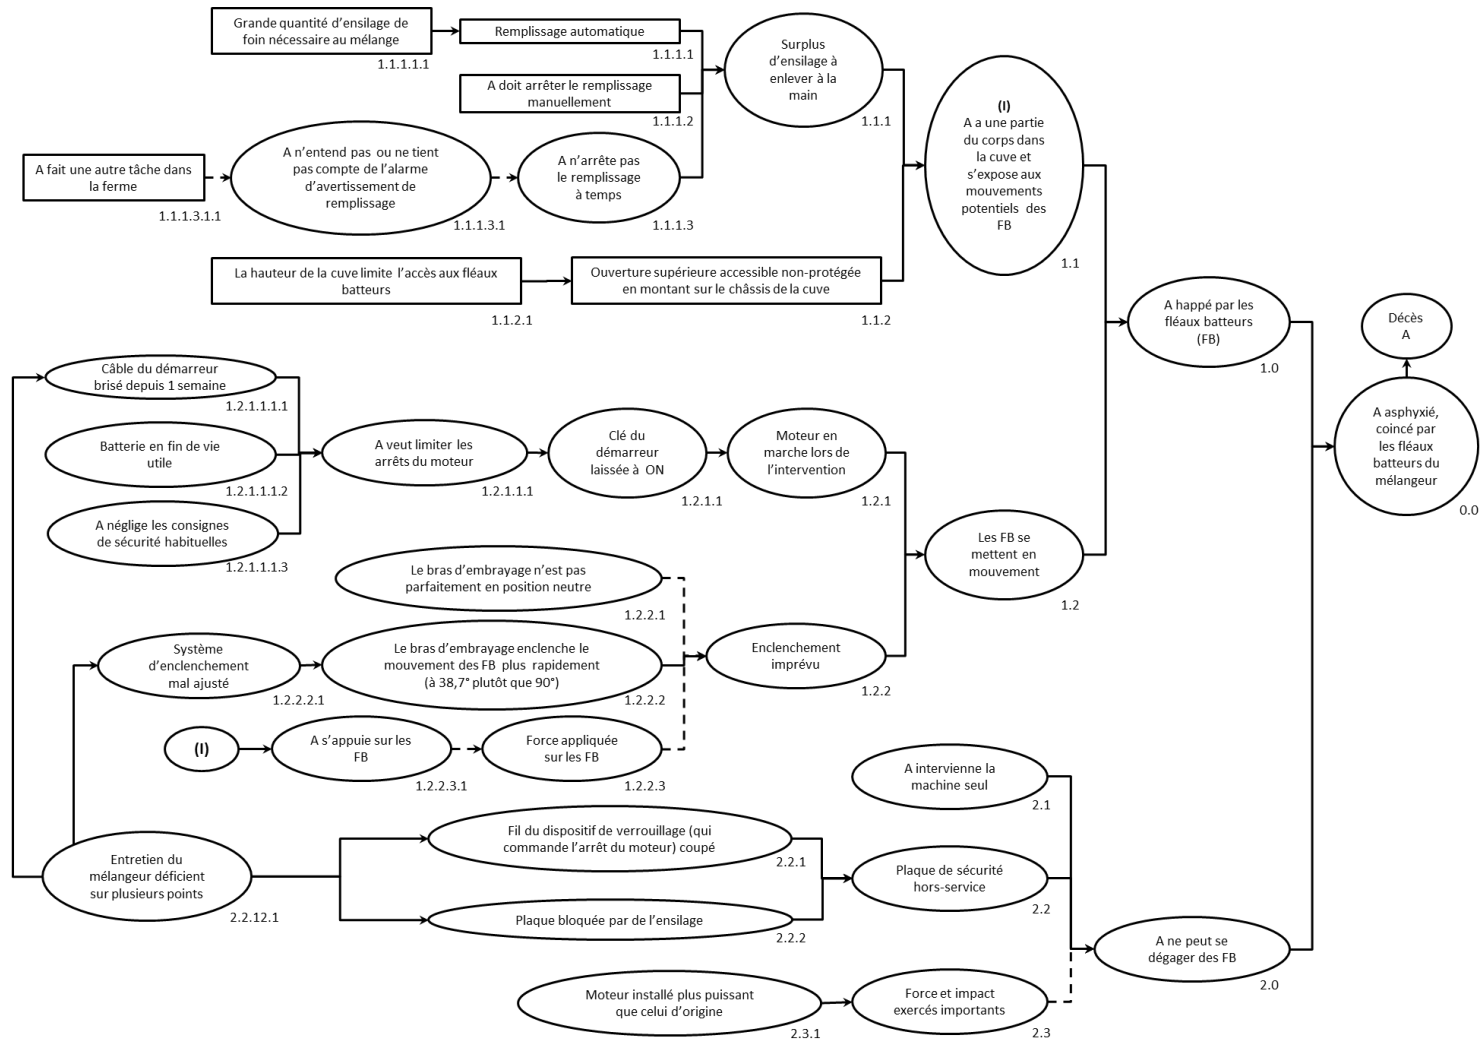 Grande quantité d’ensilage de
foin nécessaire au mélange
1.1.1.1.1
Remplissage automatique
1.1.1.1
A doit arrêter le remplissage
manuellement
1.1.1.2
Surplus
d’ensilage à
enlever à la
main
1.1.1
A fait une autre tâche dans
la ferme
1.1.1.3.1.1
A n’entend pas ou ne tient
pas compte de l’alarme
d’avertissement de
remplissage
1.1.1.3.1
A n’arrête pas
le remplissage
à temps
1.1.1.3
(I)
A a une partie
du corps dans
la cuve et
s’expose aux
mouvements
potentiels des
FB
1.1
La hauteur de la cuve limite l’accès aux fléaux
batteurs
1.1.2.1
Ouverture supérieure accessible non-protégée
en montant sur le châssis de la cuve
1.1.2
A happé par les
fléaux batteurs
(FB)
1.0
Décès
A
A asphyxié,
coincé par
les fléaux
batteurs du
mélangeur
0.0
Câble du démarreur
brisé depuis 1 semaine
1.2.1.1.1.1
Batterie en fin de vie
utile
1.2.1.1.1.2
A néglige les consignes
de sécurité habituelles
1.2.1.1.1.3
A veut limiter les
arrêts du moteur
1.2.1.1.1
Clé du
démarreur
laissée à ON
1.2.1.1
Moteur en
marche lors de
l’intervention
1.2.1
Les FB se
mettent en
mouvement
1.2
Le bras d’embrayage n’est pas
parfaitement en position neutre
1.2.2.1
Système
d’enclenchement
mal ajusté
1.2.2.2.1
Le bras d’embrayage enclenche le
mouvement des FB plus rapidement
(à 38,7° plutôt que 90°)
1.2.2.2
Enclenchement
imprévu
1.2.2
(I)
A s’appuie sur les
FB
1.2.2.3.1
Force appliquée
sur les FB
1.2.2.3
A intervienne la
machine seul
2.1
Entretien du
mélangeur déficient
sur plusieurs points
2.2.12.1
Fil du dispositif de verrouillage (qui
commande l’arrêt du moteur) coupé
2.2.1
Plaque bloquée par de l’ensilage
2.2.2
Plaque de sécurité
hors-service
2.2
A ne peut se
dégager des FB
2.0
Moteur installé plus puissant
que celui d’origine
2.3.1
Force et impact
exercés importants
2.3